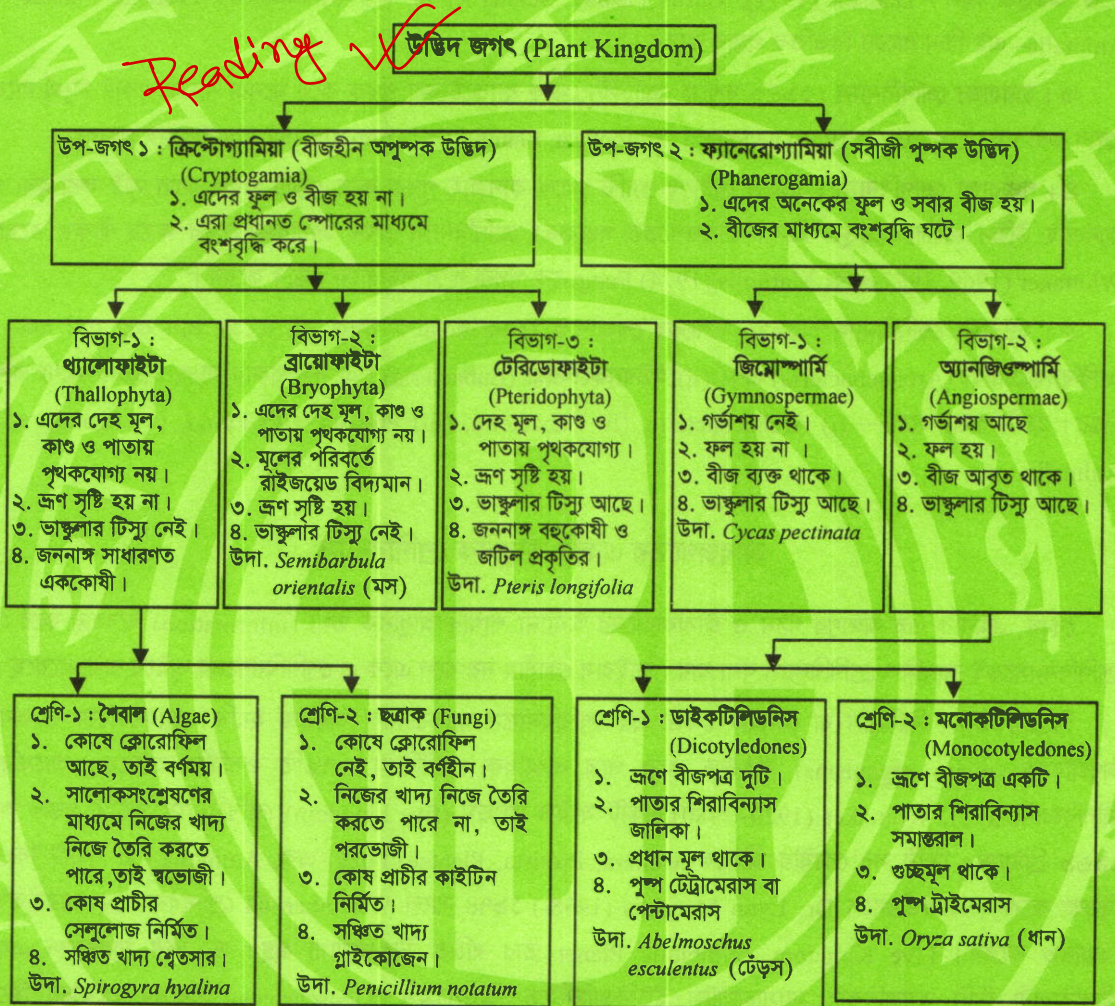 Reading
উদ্ভিদ জগৎ (Plant Kingdom)
উপ-জগৎ ১ : ক্রিপ্টোগ্যামিয়া (বীজহীন অপুষ্পক উদ্ভিদ)
(Cryptogamia)
১. এদের ফুল ও বীজ হয় না।
২. এরা প্রধানত স্পোরের মাধ্যমে
বংশবৃদ্ধি করে।
উপ-জগৎ ২ : ফ্যানেরোগ্যামিয়া (সবীজী পুষ্পক উদ্ভিদ)
(Phanerogamia)
১. এদের অনেকের ফুল ও সবার বীজ হয়।
২. বীজের মাধ্যমে বংশবৃদ্ধি ঘটে।
বিভাগ-১ :
থ্যালোফাইটা
(Thallophyta)
১. এদের দেহ মূল,
কাণ্ড ও পাতায়
পৃথকযোগ্য নয়।
২. ভ্রূণ সৃষ্টি হয় না।
৩. ভাস্কুলার টিস্যু নেই।
৪. জননাঙ্গ সাধারণত
এককোষী।
বিভাগ-২ :
ব্রায়োফাইটা
(Bryophyta)
১. এদের দেহ মূল, কাণ্ড ও
পাতায় পৃথকযোগ্য নয়।
২. মূলের পরিবর্তে
রাইজয়েড বিদ্যমান।
৩. ভ্রূণ সৃষ্টি হয়।
৪. ভাস্কুলার টিস্যু নেই।
উদা. Semibarbula
orientalis (মস)
বিভাগ-৩ :
টেরিডোফাইটা
(Pteridophyta)
১. দেহ মূল, কাণ্ড ও
পাতায় পৃথকযোগ্য।
২. ভ্রূণ সৃষ্টি হয়।
৩. ভাস্কুলার টিস্যু আছে।
৪. জননাঙ্গ বহুকোষী ও
জটিল প্রকৃতির।
উদা. Pteris longifolia
বিভাগ-১ :
জিম্নোস্পার্মি
(Gymnospermae)
১. গর্ভাশয় নেই।
২. ফল হয় না ।
৩. বীজ ব্যক্ত থাকে।
৪. ভাস্কুলার টিস্যু আছে।
উদা. Cycas pectinata
বিভাগ-২ :
অ্যানজিওস্পার্মি
(Angiospermae)
১. গর্ভাশয় আছে
২. ফল হয়।
৩. বীজ আবৃত থাকে।
৪. ভাস্কুলার টিস্যু আছে।
শ্রেণি-১ : শৈবাল (Algae)
১. কোষে ক্লোরোফিল
আছে, তাই বর্ণময়।
২. সালোকসংশ্লেষণের
মাধ্যমে নিজের খাদ্য
নিজে তৈরি করতে
পারে,তাই স্বভোজী।
৩. কোষ প্রাচীর
সেলুলোজ নির্মিত।
৪. সঞ্চিত খাদ্য শ্বেতসার।
উদা. Spirogyra hyalina
শ্রেণি-২ : ছত্রাক (Fungi)
১. কোষে ক্লোরোফিল
নেই, তাই বর্ণহীন।
২. নিজের খাদ্য নিজে তৈরি
করতে পারে না, তাই
পরভোজী।
৩. কোষ প্রাচীর কাইটিন
নির্মিত।
৪. সঞ্চিত খাদ্য
গ্লাইকোজেন।
উদা. Penicillium notatum
শ্রেণি-১ : ডাইকটিলিডনিস
(Dicotyledones)
১. ভ্রূণে বীজপত্র দুটি।
২. পাতার শিরাবিন্যাস
জালিকা।
৩. প্রধান মূল থাকে।
৪. পুষ্প টেট্রামেরাস বা
পেন্টামেরাস
উদা. Abelmoschus
esculentus (ঢেঁড়স)
শ্রেণি-২ : মনোকটিলিডনিস
(Monocotyledones)
১. ভ্রূণে বীজপত্র একটি।
২. পাতার শিরাবিন্যাস
সমান্তরাল।
৩. গুচ্ছমূল থাকে।
৪. পুষ্প ট্রাইমেরাস
উদা. Oryza sativa (ধান)